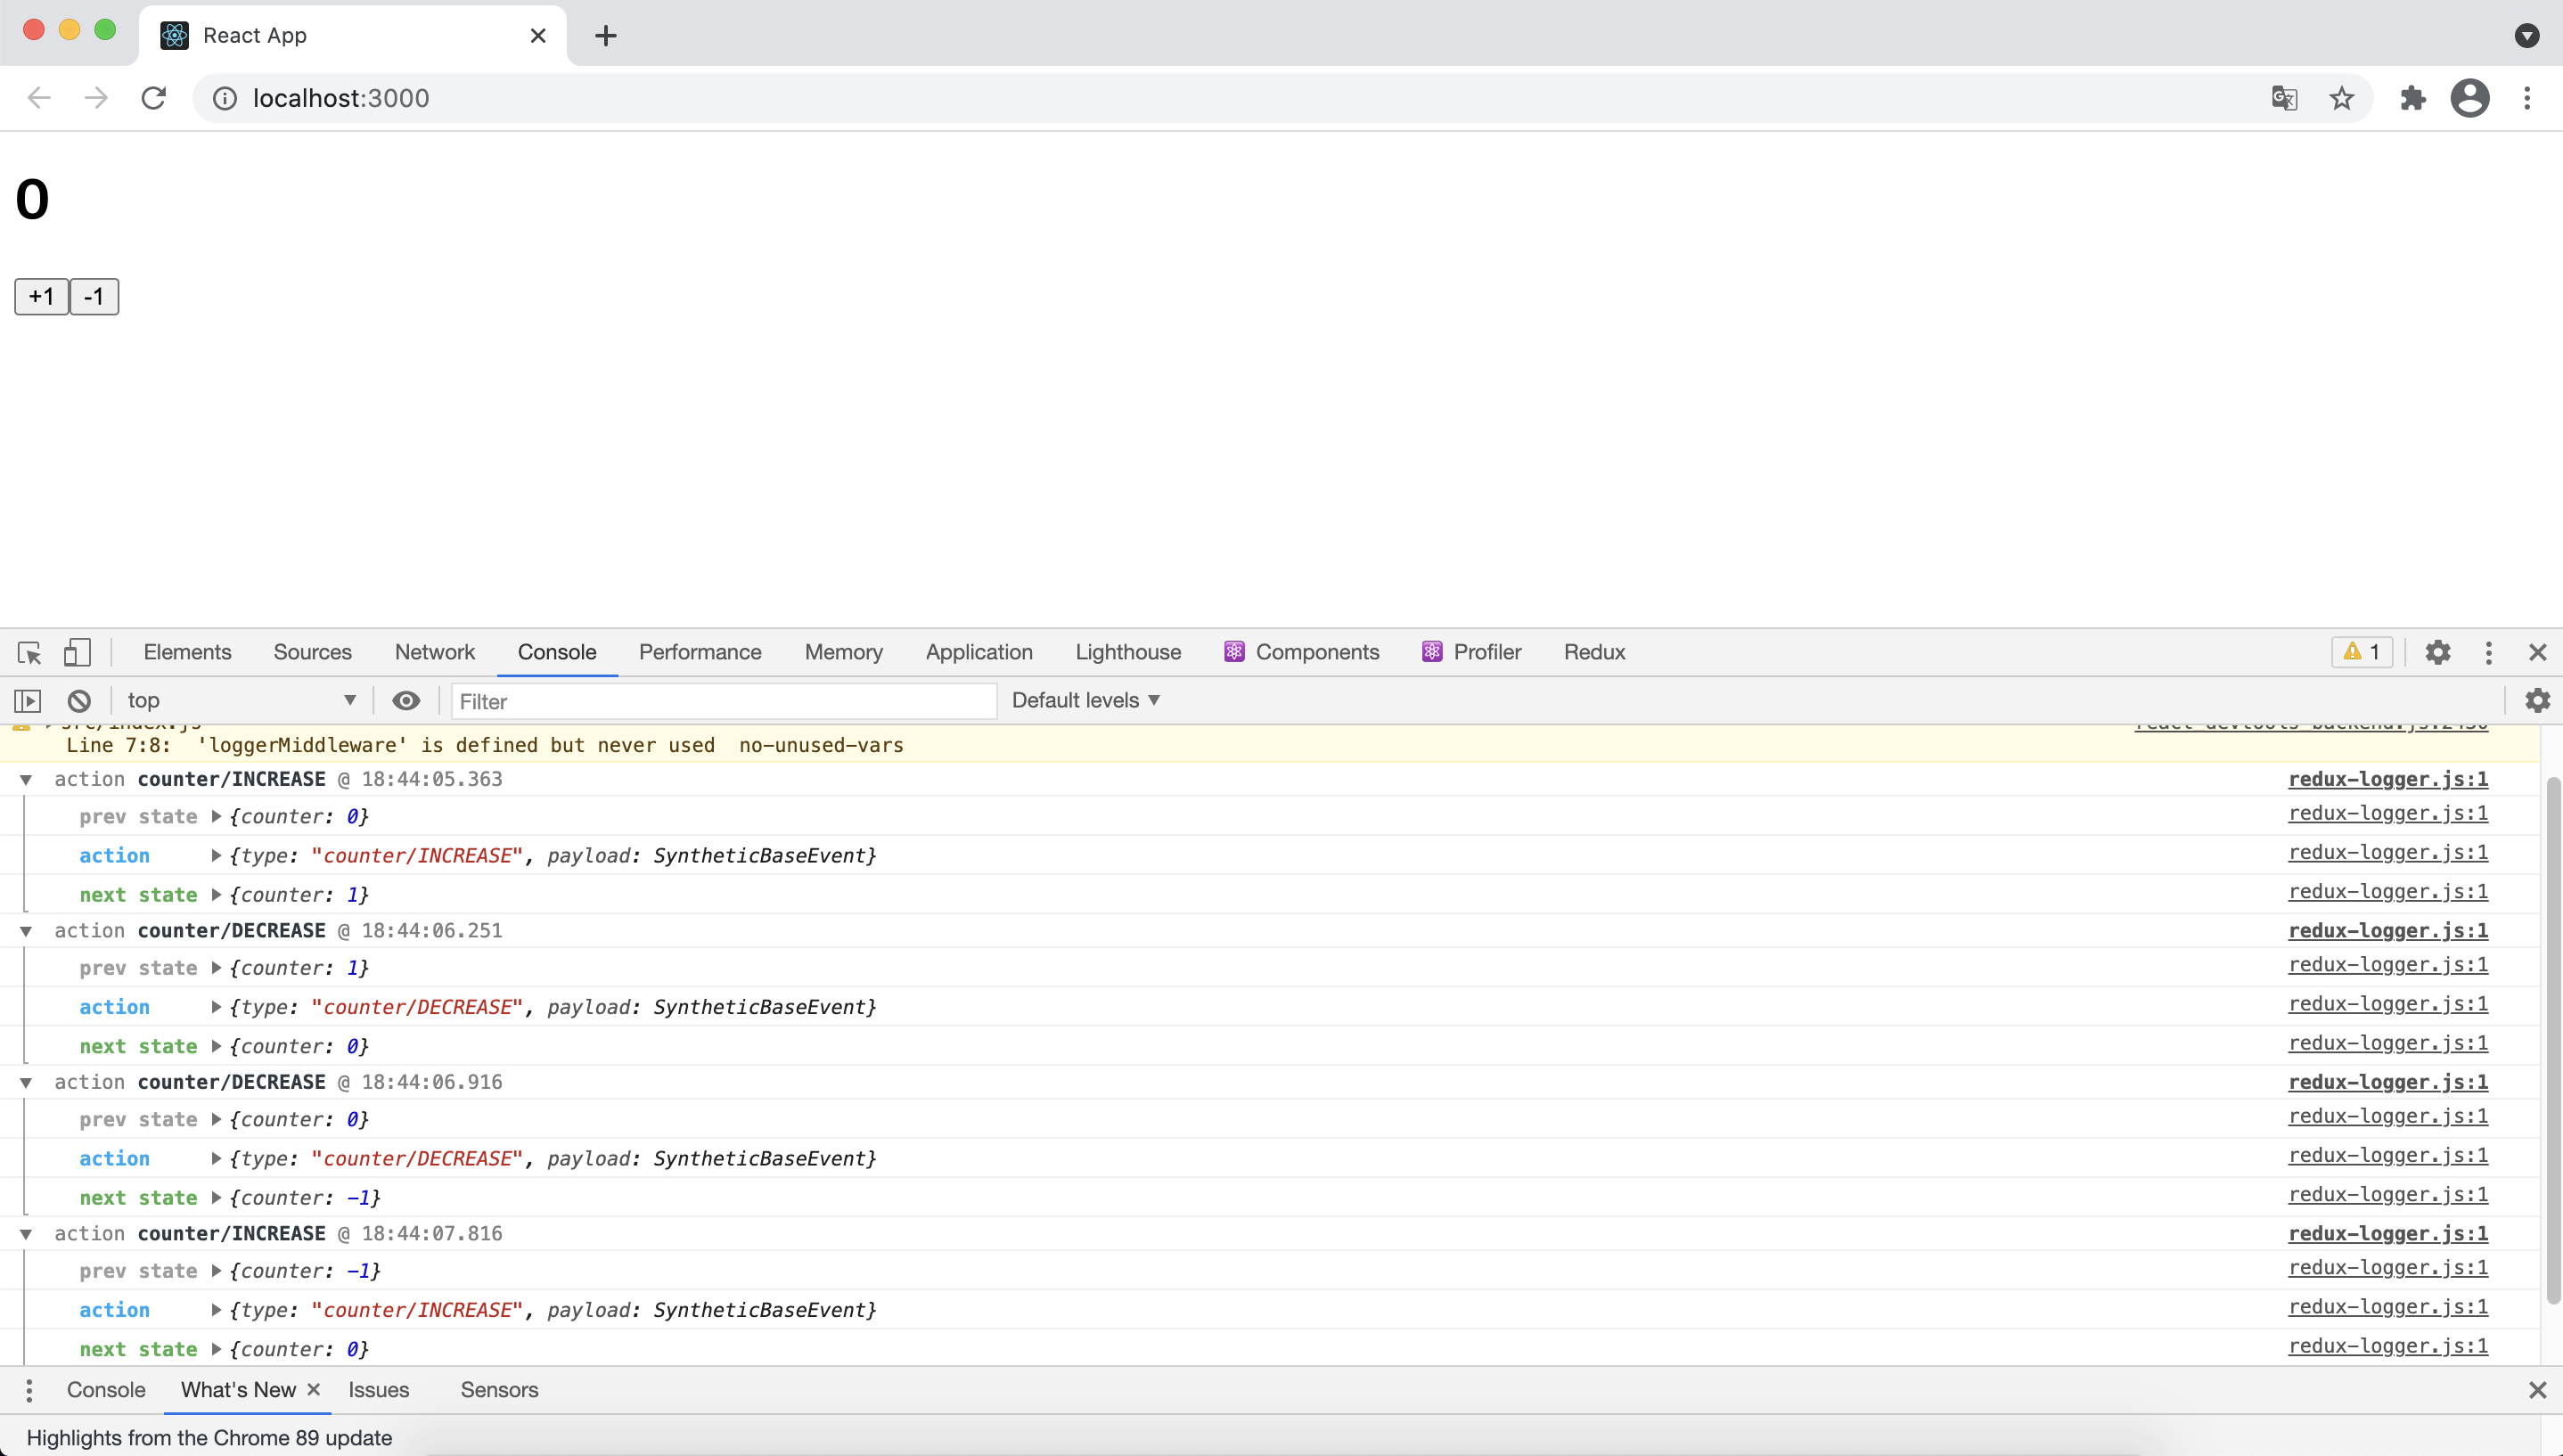 React App
localhost:3000
0
+1 -1
Elements Sources Network Console Performance Memory Application Lighthouse Components Profiler Redux 1
top Filter Default levels
src/index.js react_devtools_backend.js:2430
Line 7:8: 'loggerMiddleware' is defined but never used no-unused-vars
action counter/INCREASE @ 18:44:05.363 redux-logger.js:1
prev state {counter: 0} redux-logger.js:1
action {type: "counter/INCREASE", payload: SyntheticBaseEvent} redux-logger.js:1
next state {counter: 1} redux-logger.js:1
action counter/DECREASE @ 18:44:06.251 redux-logger.js:1
prev state {counter: 1} redux-logger.js:1
action {type: "counter/DECREASE", payload: SyntheticBaseEvent} redux-logger.js:1
next state {counter: 0} redux-logger.js:1
action counter/DECREASE @ 18:44:06.916 redux-logger.js:1
prev state {counter: 0} redux-logger.js:1
action {type: "counter/DECREASE", payload: SyntheticBaseEvent} redux-logger.js:1
next state {counter: -1} redux-logger.js:1
action counter/INCREASE @ 18:44:07.816 redux-logger.js:1
prev state {counter: -1} redux-logger.js:1
action {type: "counter/INCREASE", payload: SyntheticBaseEvent} redux-logger.js:1
next state {counter: 0} redux-logger.js:1
Console What's New Issues Sensors
Highlights from the Chrome 89 update